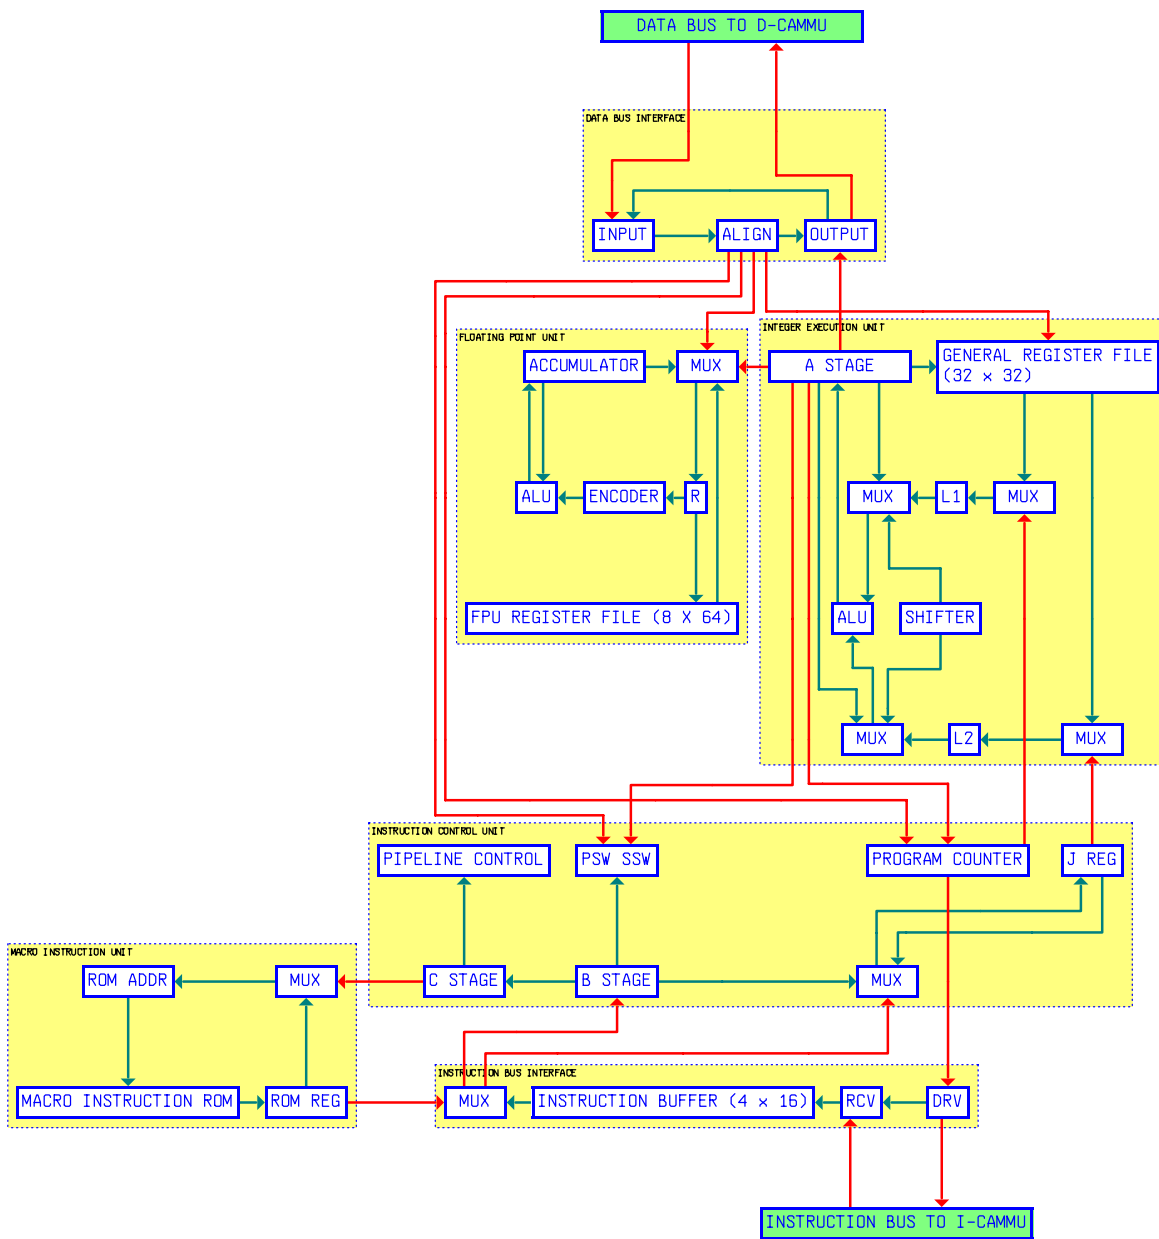 DATA BUS TO D-CAMMU
DATA BUS INTERFACE
INPUT
ALIGN
OUTPUT
FLOATING POINT UNIT
ACCUMULATOR
MUX
ALU
ENCODER
R
FPU REGISTER FILE (8 X 64)
INTEGER EXECUTION UNIT
A STAGE
GENERAL REGISTER FILE
(32 x 32)
MUX
L1
MUX
ALU
SHIFTER
MUX
L2
MUX
INSTRUCTION CONTROL UNIT
PIPELINE CONTROL
PSW SSW
PROGRAM COUNTER
J REG
C STAGE
B STAGE
MUX
MACRO INSTRUCTION UNIT
ROM ADDR
MUX
MACRO INSTRUCTION ROM
ROM REG
INSTRUCTION BUS INTERFACE
MUX
INSTRUCTION BUFFER (4 x 16)
RCV
DRV
INSTRUCTION BUS TO I-CAMMU